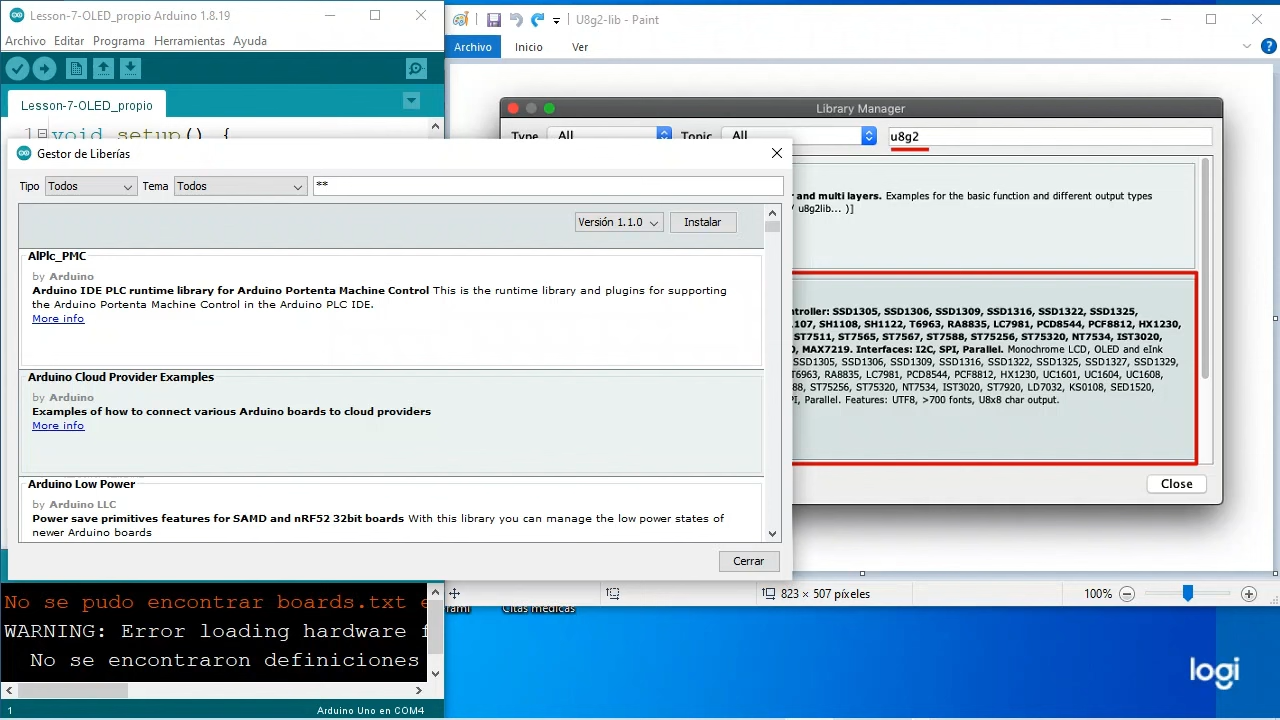 Lesson-7-OLED_propio Arduino 1.8.19
Archivo Editar Programa Herramientas Ayuda
Lesson-7-OLED_propio
1 void setup() {
Gestor de Liberías
Tipo Todos Tema Todos **
Versión 1.1.0 Instalar
AlPlc_PMC
by Arduino
Arduino IDE PLC runtime library for Arduino Portenta Machine Control This is the runtime library and plugins for supporting
the Arduino Portenta Machine Control in the Arduino PLC IDE.
More info
Arduino Cloud Provider Examples
by Arduino
Examples of how to connect various Arduino boards to cloud providers
More info
Arduino Low Power
by Arduino LLC
Power save primitives features for SAMD and nRF52 32bit boards With this library you can manage the low power states of
newer Arduino boards
Cerrar
No se pudo encontrar boards.txt e
WARNING: Error loading hardware f
No se encontraron definiciones
1 Arduino Uno en COM4
U8g2-lib - Paint
Archivo Inicio Ver
Library Manager
Type All Topic All u8g2
r and multi layers. Examples for the basic function and different output types
u8g2lib... )]
ntroller: SSD1305, SSD1306, SSD1309, SSD1316, SSD1322, SSD1325,
1107, SH1108, SH1122, T6963, RA8835, LC7981, PCD8544, PCF8812, HX1230,
ST7511, ST7565, ST7567, ST7588, ST75256, ST75320, NT7534, IST3020,
0, MAX7219. Interfaces: I2C, SPI, Parallel. Monochrome LCD, OLED and eInk
SSD1305, SSD1306, SSD1309, SSD1316, SSD1322, SSD1325, SSD1327, SSD1329,
T6963, RA8835, LC7981, PCD8544, PCF8812, HX1230, UC1601, UC1604, UC1608,
88, ST75256, ST75320, NT7534, IST3020, ST7920, LD7032, KS0108, SED1520,
PI, Parallel. Features: UTF8, >700 fonts, U8x8 char output.
Close
823 × 507 píxeles 100%
Citas médicas
logi